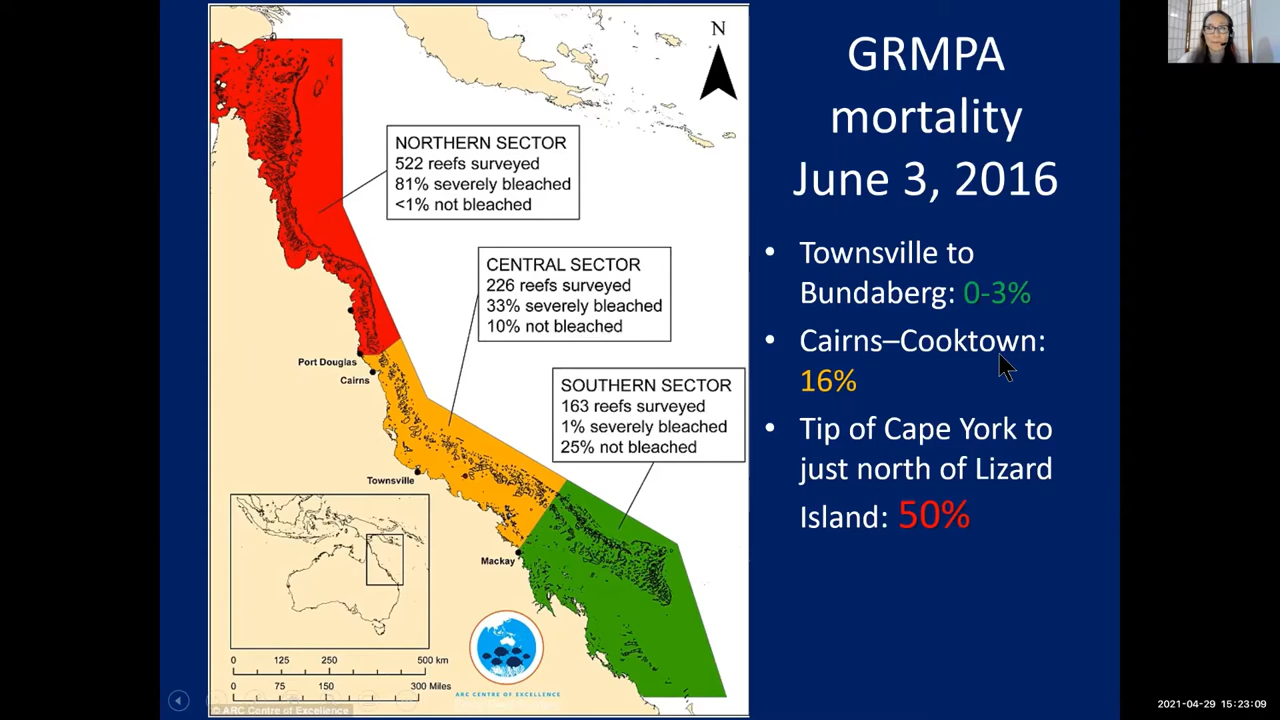 N
NORTHERN SECTOR
522 reefs surveyed
81% severely bleached
<1% not bleached
CENTRAL SECTOR
226 reefs surveyed
33% severely bleached
10% not bleached
SOUTHERN SECTOR
163 reefs surveyed
1% severely bleached
25% not bleached
Port Douglas
Cairns
Townsville
Mackay
0 125 250 500 km
0 75 150 300 Miles
ARC CENTRE OF EXCELLENCE
© ARC Centre of Excellence
GRMPA
mortality
June 3, 2016
• Townsville to
Bundaberg: 0-3%
• Cairns–Cooktown:
16%
• Tip of Cape York to
just north of Lizard
Island: 50%
2021-04-29 15:23:09